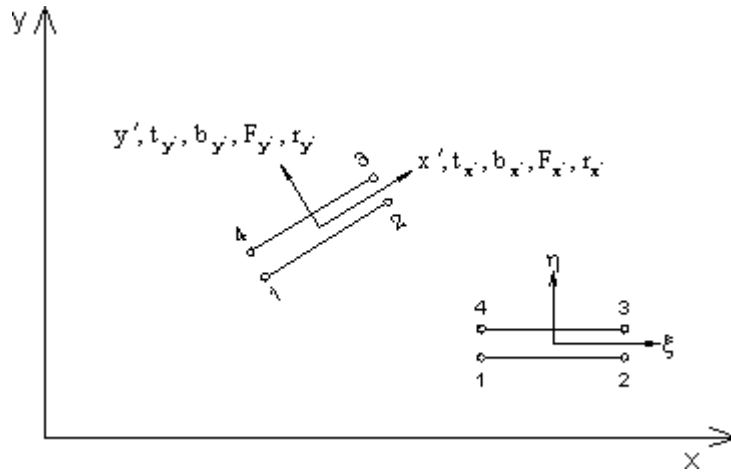 y
y′, t_y′, b_y′, F_y′, r_y′
3
x′, t_x′, b_x′, F_x′, r_x′
4
2
1
η
4
3
ξ
1
2
x